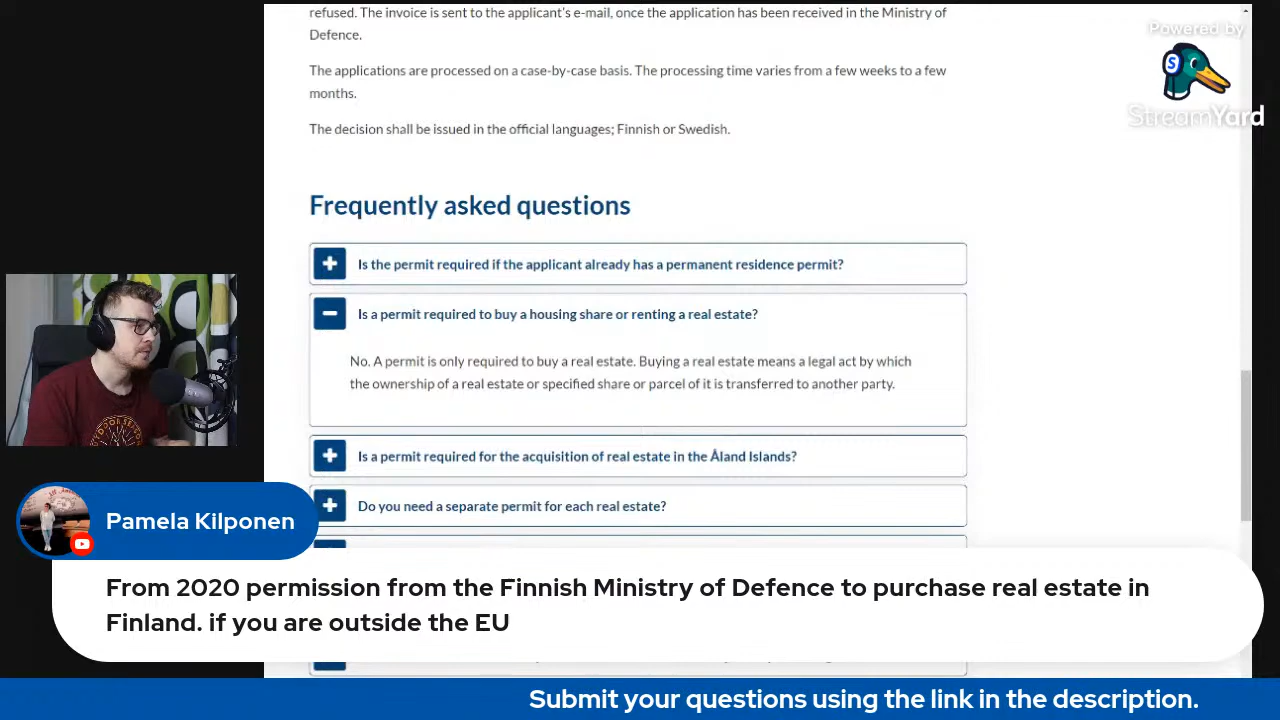 refused. The invoice is sent to the applicant's e-mail, once the application has been received in the Ministry of
Defence.
Powered by
StreamYard
The applications are processed on a case-by-case basis. The processing time varies from a few weeks to a few
months.
The decision shall be issued in the official languages; Finnish or Swedish.
Frequently asked questions
Is the permit required if the applicant already has a permanent residence permit?
Is a permit required to buy a housing share or renting a real estate?
No. A permit is only required to buy a real estate. Buying a real estate means a legal act by which
the ownership of a real estate or specified share or parcel of it is transferred to another party.
Is a permit required for the acquisition of real estate in the Åland Islands?
Do you need a separate permit for each real estate?
Pamela Kilponen
From 2020 permission from the Finnish Ministry of Defence to purchase real estate in
Finland. if you are outside the EU
Submit your questions using the link in the description.